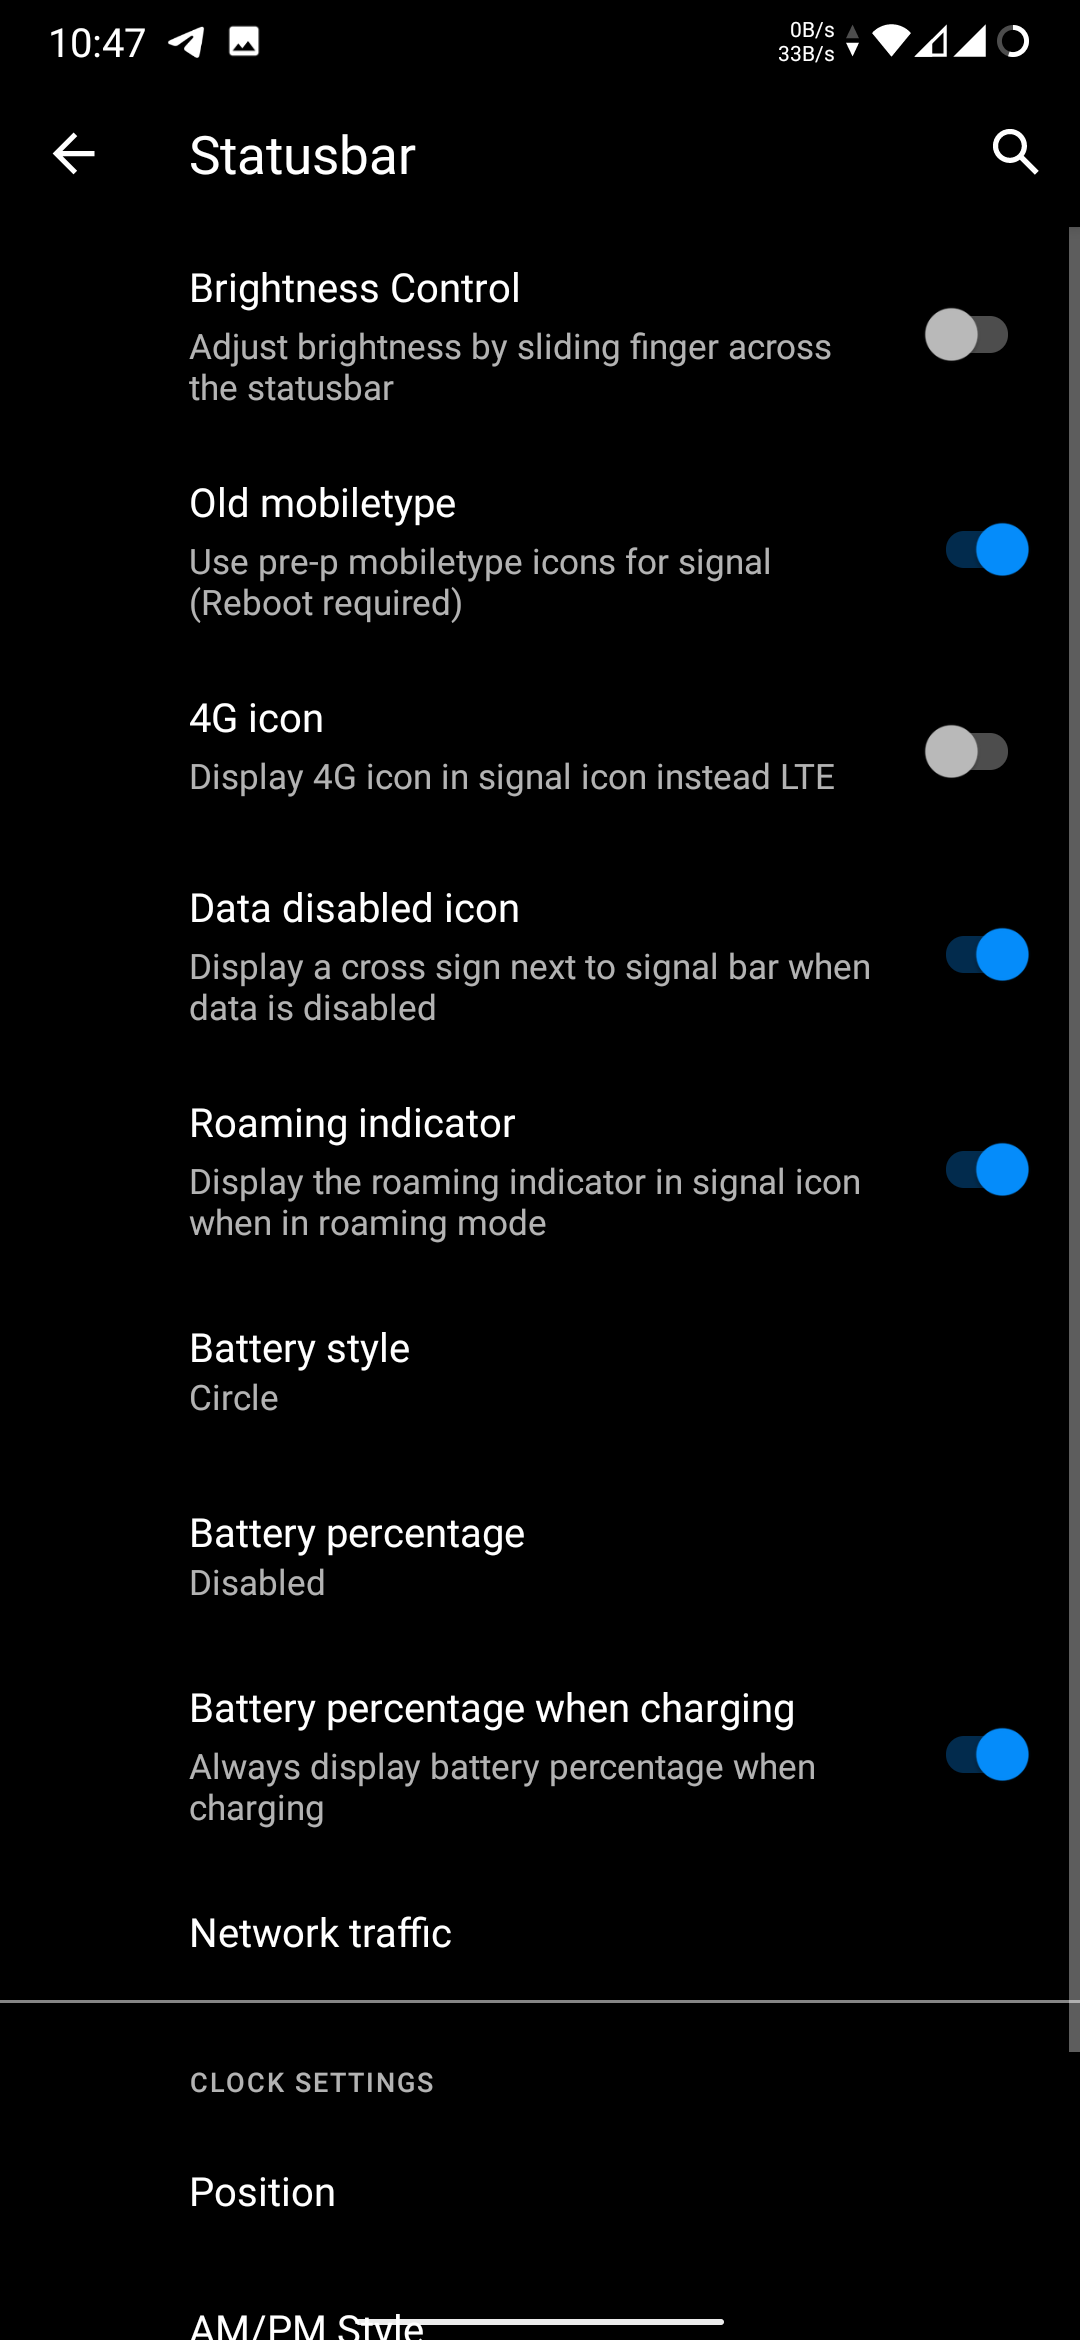 10:47
0B/s
33B/s
Statusbar
Brightness Control
Adjust brightness by sliding finger across
the statusbar
Old mobiletype
Use pre-p mobiletype icons for signal
(Reboot required)
4G icon
Display 4G icon in signal icon instead LTE
Data disabled icon
Display a cross sign next to signal bar when
data is disabled
Roaming indicator
Display the roaming indicator in signal icon
when in roaming mode
Battery style
Circle
Battery percentage
Disabled
Battery percentage when charging
Always display battery percentage when
charging
Network traffic
CLOCK SETTINGS
Position
AM/PM Style